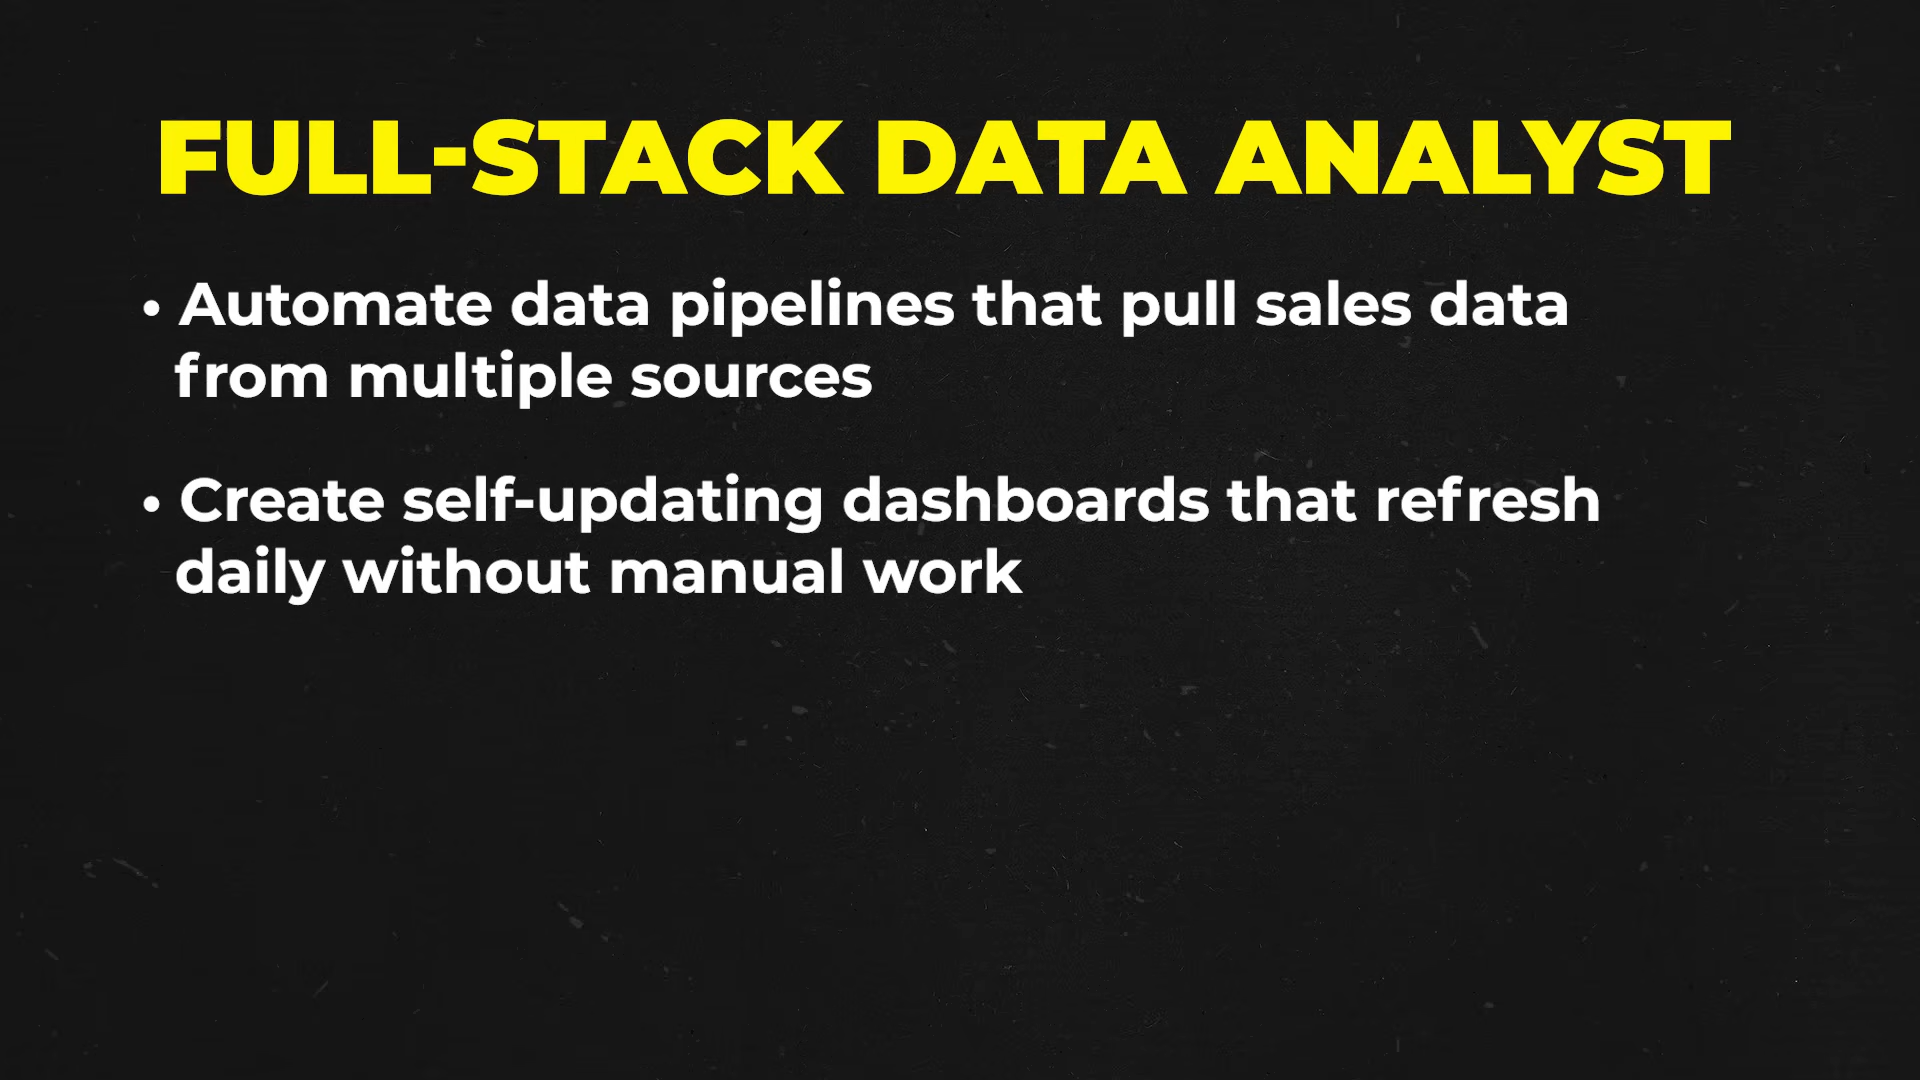 FULL-STACK DATA ANALYST
• Automate data pipelines that pull sales data
from multiple sources
• Create self-updating dashboards that refresh
daily without manual work